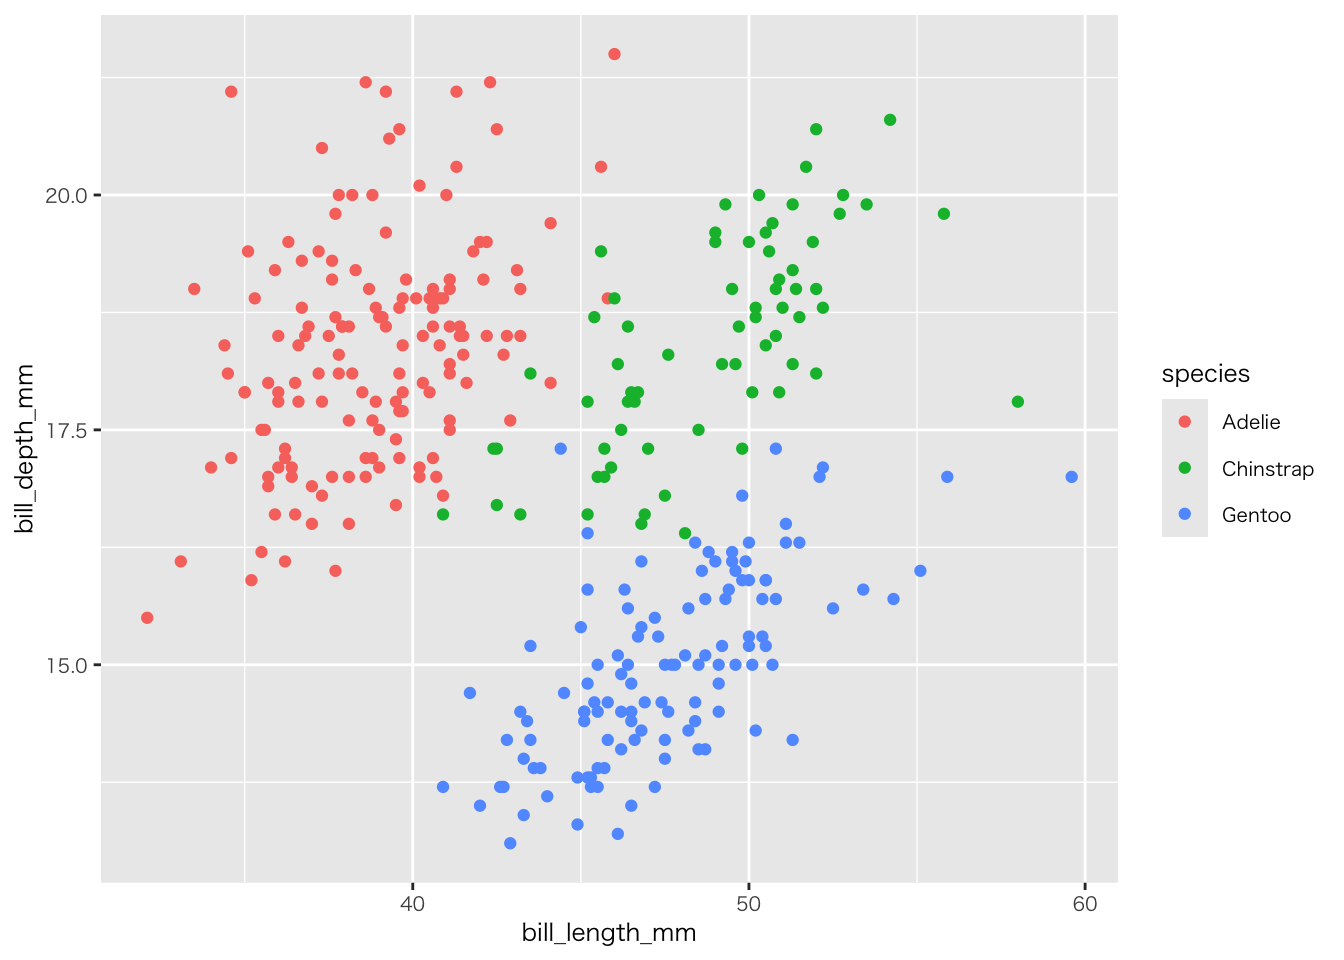 20.0
17.5
15.0
bill_depth_mm
40
50
60
bill_length_mm
species
Adelie
Chinstrap
Gentoo